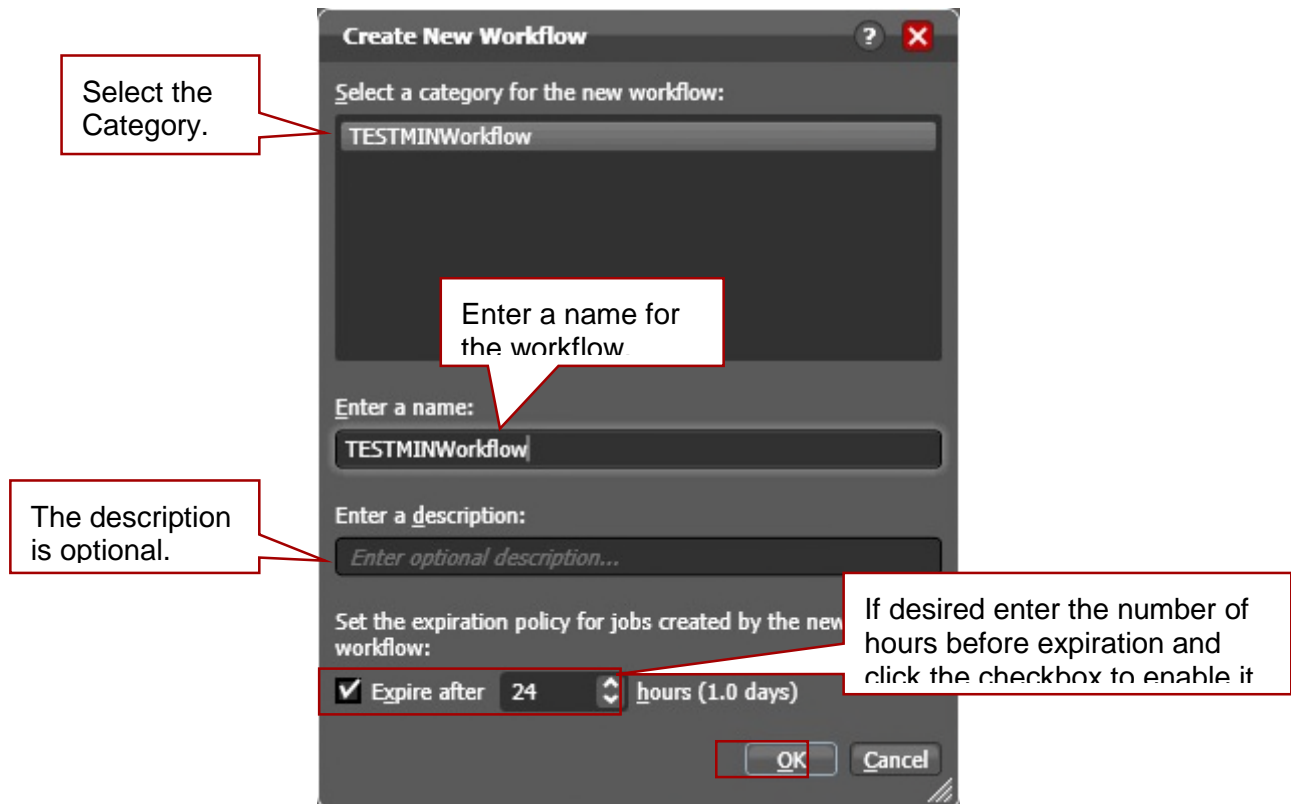 Create New Workflow
?
Select the
Category.
Select a category for the new workflow:
TESTMINWorkflow
Enter a name for
the workflow.
Enter a name:
TESTMINWorkflow
The description
is optional.
Enter a description:
Enter optional description...
Set the expiration policy for jobs created by the new
workflow:
If desired enter the number of
hours before expiration and
click the checkbox to enable it
Expire after 24 hours (1.0 days)
OK Cancel